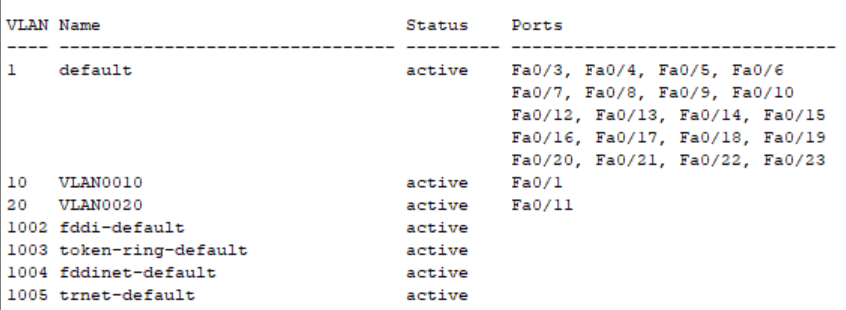 VLAN Name                             Status    Ports
---- -------------------------------- --------- -------------------------------
1    default                          active    Fa0/3, Fa0/4, Fa0/5, Fa0/6
                                                Fa0/7, Fa0/8, Fa0/9, Fa0/10
                                                Fa0/12, Fa0/13, Fa0/14, Fa0/15
                                                Fa0/16, Fa0/17, Fa0/18, Fa0/19
                                                Fa0/20, Fa0/21, Fa0/22, Fa0/23
10   VLAN0010                         active    Fa0/1
20   VLAN0020                         active    Fa0/11
1002 fddi-default                     active
1003 token-ring-default               active
1004 fddinet-default                  active
1005 trnet-default                    active